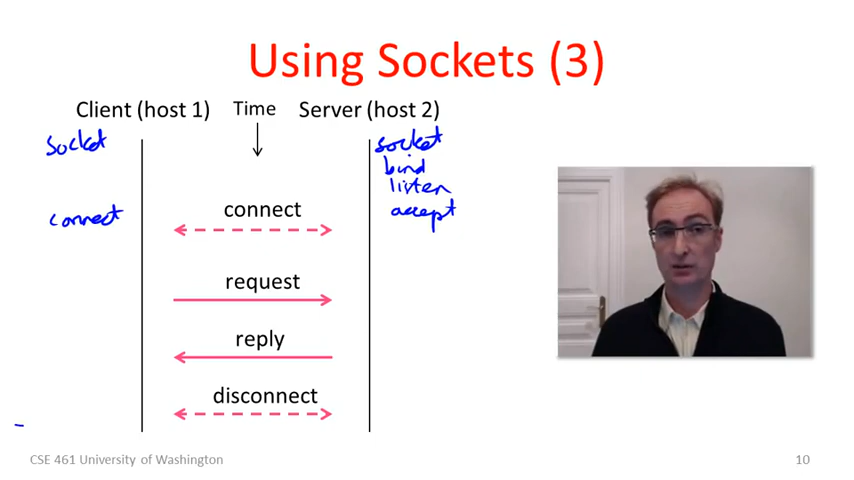 Using Sockets (3)
Client (host 1) Time Server (host 2)
socket socket
bind
listen
connect connect accept
request
reply
disconnect
CSE 461 University of Washington 10